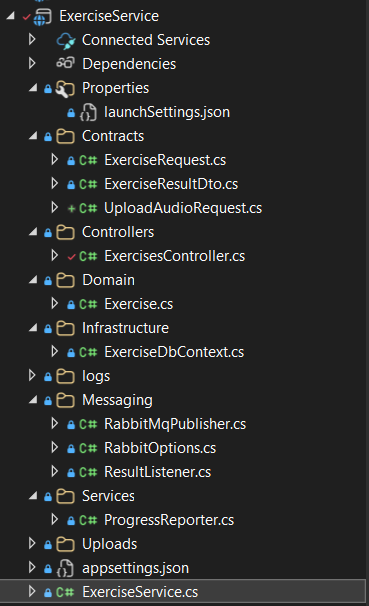 ExerciseService
Connected Services
Dependencies
Properties
launchSettings.json
Contracts
C# ExerciseRequest.cs
C# ExerciseResultDto.cs
C# UploadAudioRequest.cs
Controllers
C# ExercisesController.cs
Domain
C# Exercise.cs
Infrastructure
C# ExerciseDbContext.cs
logs
Messaging
C# RabbitMqPublisher.cs
C# RabbitOptions.cs
C# ResultListener.cs
Services
C# ProgressReporter.cs
Uploads
appsettings.json
C# ExerciseService.cs